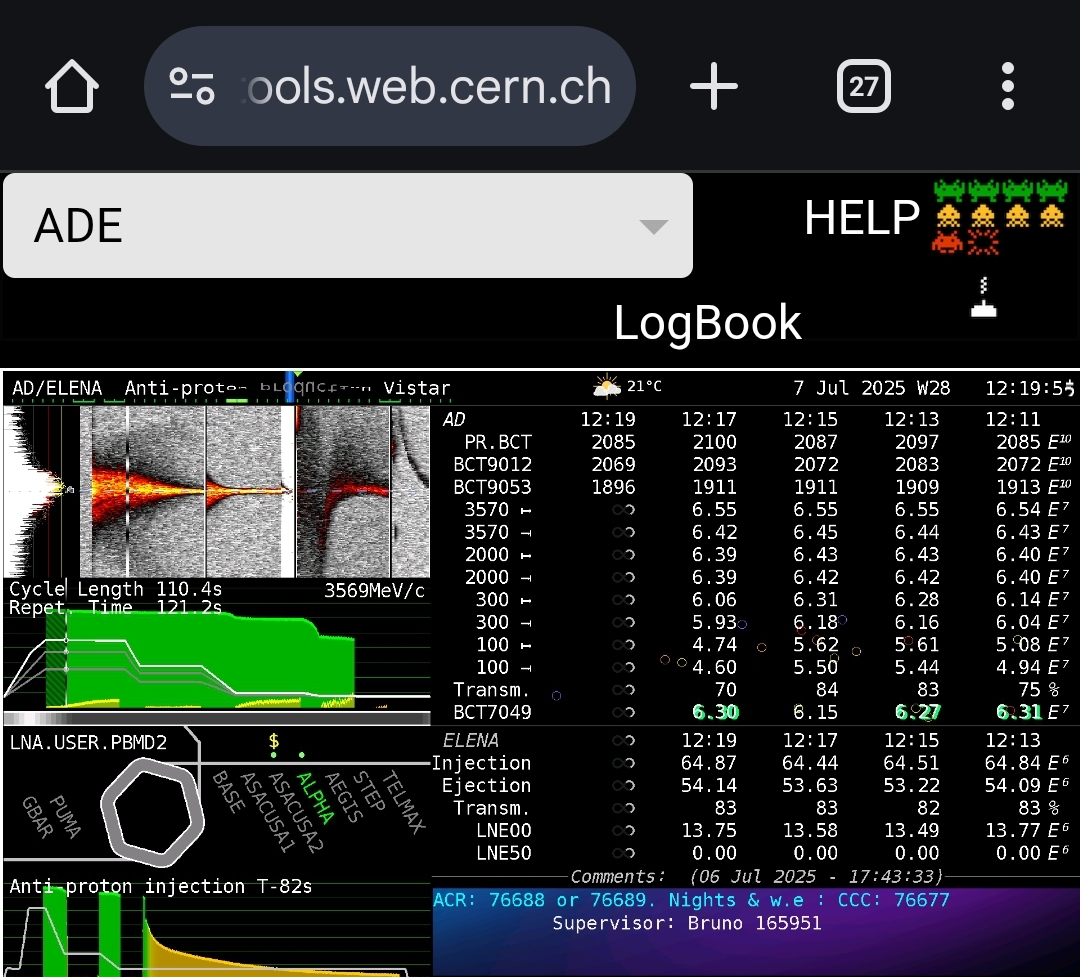 ools.web.cern.ch
27
ADE
HELP
LogBook
AD/ELENA Anti-proton Vistar
21°C
7 Jul 2025 W28 12:19:5
AD 12:19 12:17 12:15 12:13 12:11
PR.BCT 2085 2100 2087 2097 2085 E10
BCT9012 2069 2093 2072 2083 2072 E10
BCT9053 1896 1911 1911 1909 1913 E10
3570 ∞ 6.55 6.55 6.55 6.54 E7
3570 ∞ 6.42 6.45 6.44 6.43 E7
2000 ∞ 6.39 6.43 6.43 6.40 E7
2000 ∞ 6.39 6.42 6.42 6.40 E7
300 ∞ 6.06 6.31 6.28 6.14 E7
300 ∞ 5.93 6.18 6.16 6.04 E7
100 ∞ 4.74 5.62 5.61 5.08 E7
100 ∞ 4.60 5.50 5.44 4.94 E7
Transm. ∞ 70 84 83 75 %
BCT7049 ∞ 6.30 6.15 6.27 6.31 E7
Cycle Length 110.4s 3569MeV/c
Repet. Time 121.2s
ELENA ∞ 12:19 12:17 12:15 12:13
Injection ∞ 64.87 64.44 64.51 64.84 E6
Ejection ∞ 54.14 53.63 53.22 54.09 E6
Transm. ∞ 83 83 82 83 %
LNE00 ∞ 13.75 13.58 13.49 13.77 E6
LNE50 ∞ 0.00 0.00 0.00 0.00 E6
LNA.USER.PBMD2
$
GBAR
PUMA
BASE
ASACUSA1
ASACUSA2
ALPHA
AEGIS
STEP
TELMAX
Anti-proton injection T-82s
Comments: (06 Jul 2025 - 17:43:33)
ACR: 76688 or 76689. Nights & w.e : CCC: 76677
Supervisor: Bruno 165951